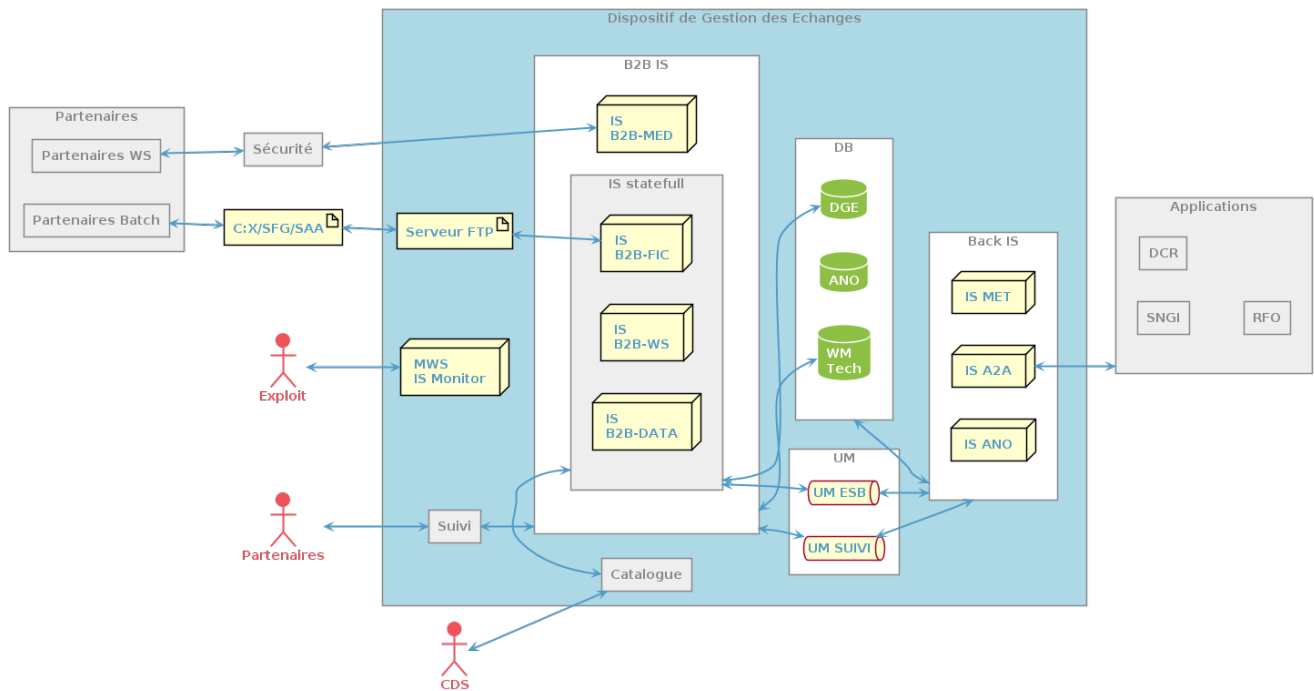 Dispositif de Gestion des Echanges
Partenaires
Partenaires WS
Partenaires Batch
Sécurité
C:X/SFG/SAA
Serveur FTP
B2B IS
IS
B2B-MED
IS statefull
IS
B2B-FIC
IS
B2B-WS
IS
B2B-DATA
MWS
IS Monitor
Exploit
Partenaires
Suivi
Catalogue
CDS
DB
DGE
ANO
WM
Tech
UM
UM ESB
UM SUIVI
Back IS
IS MET
IS A2A
IS ANO
Applications
DCR
SNGI
RFO